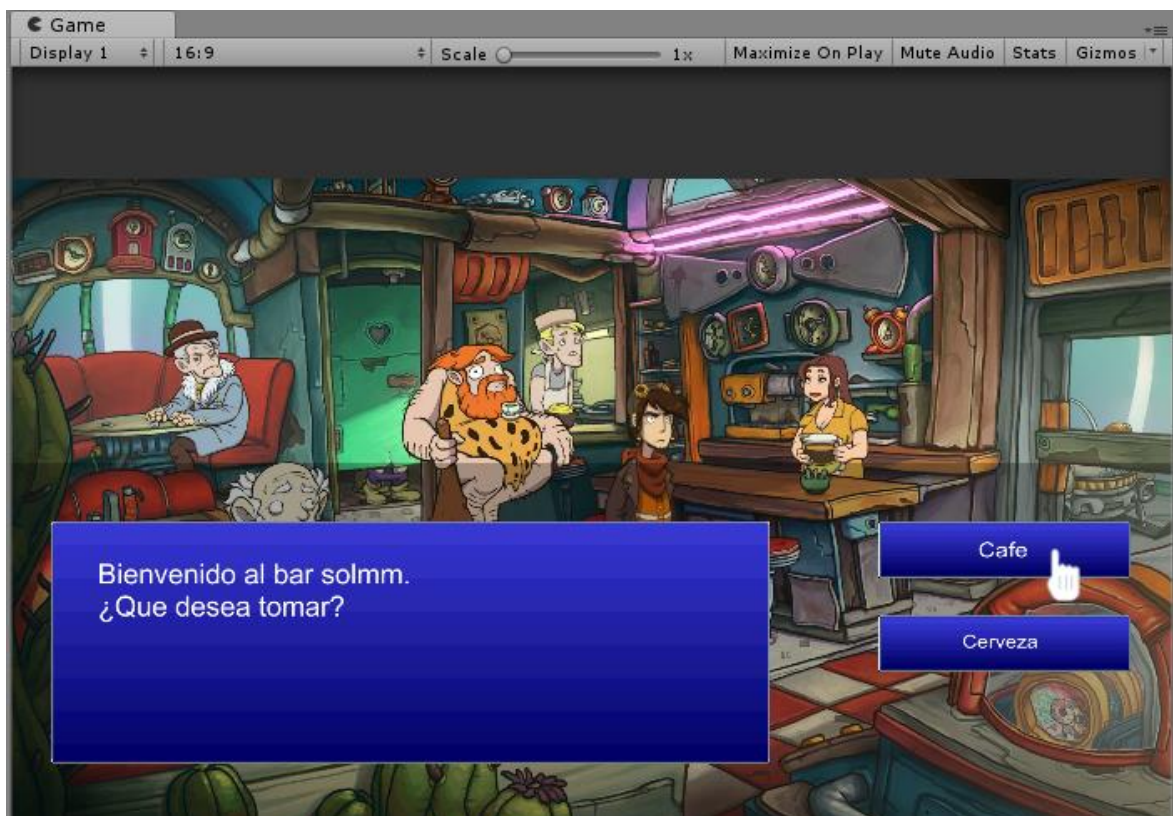 Game
Display 1 16:9 Scale 1x Maximize On Play Mute Audio Stats Gizmos
Bienvenido al bar solmm.
¿Que desea tomar?
Cafe
Cerveza